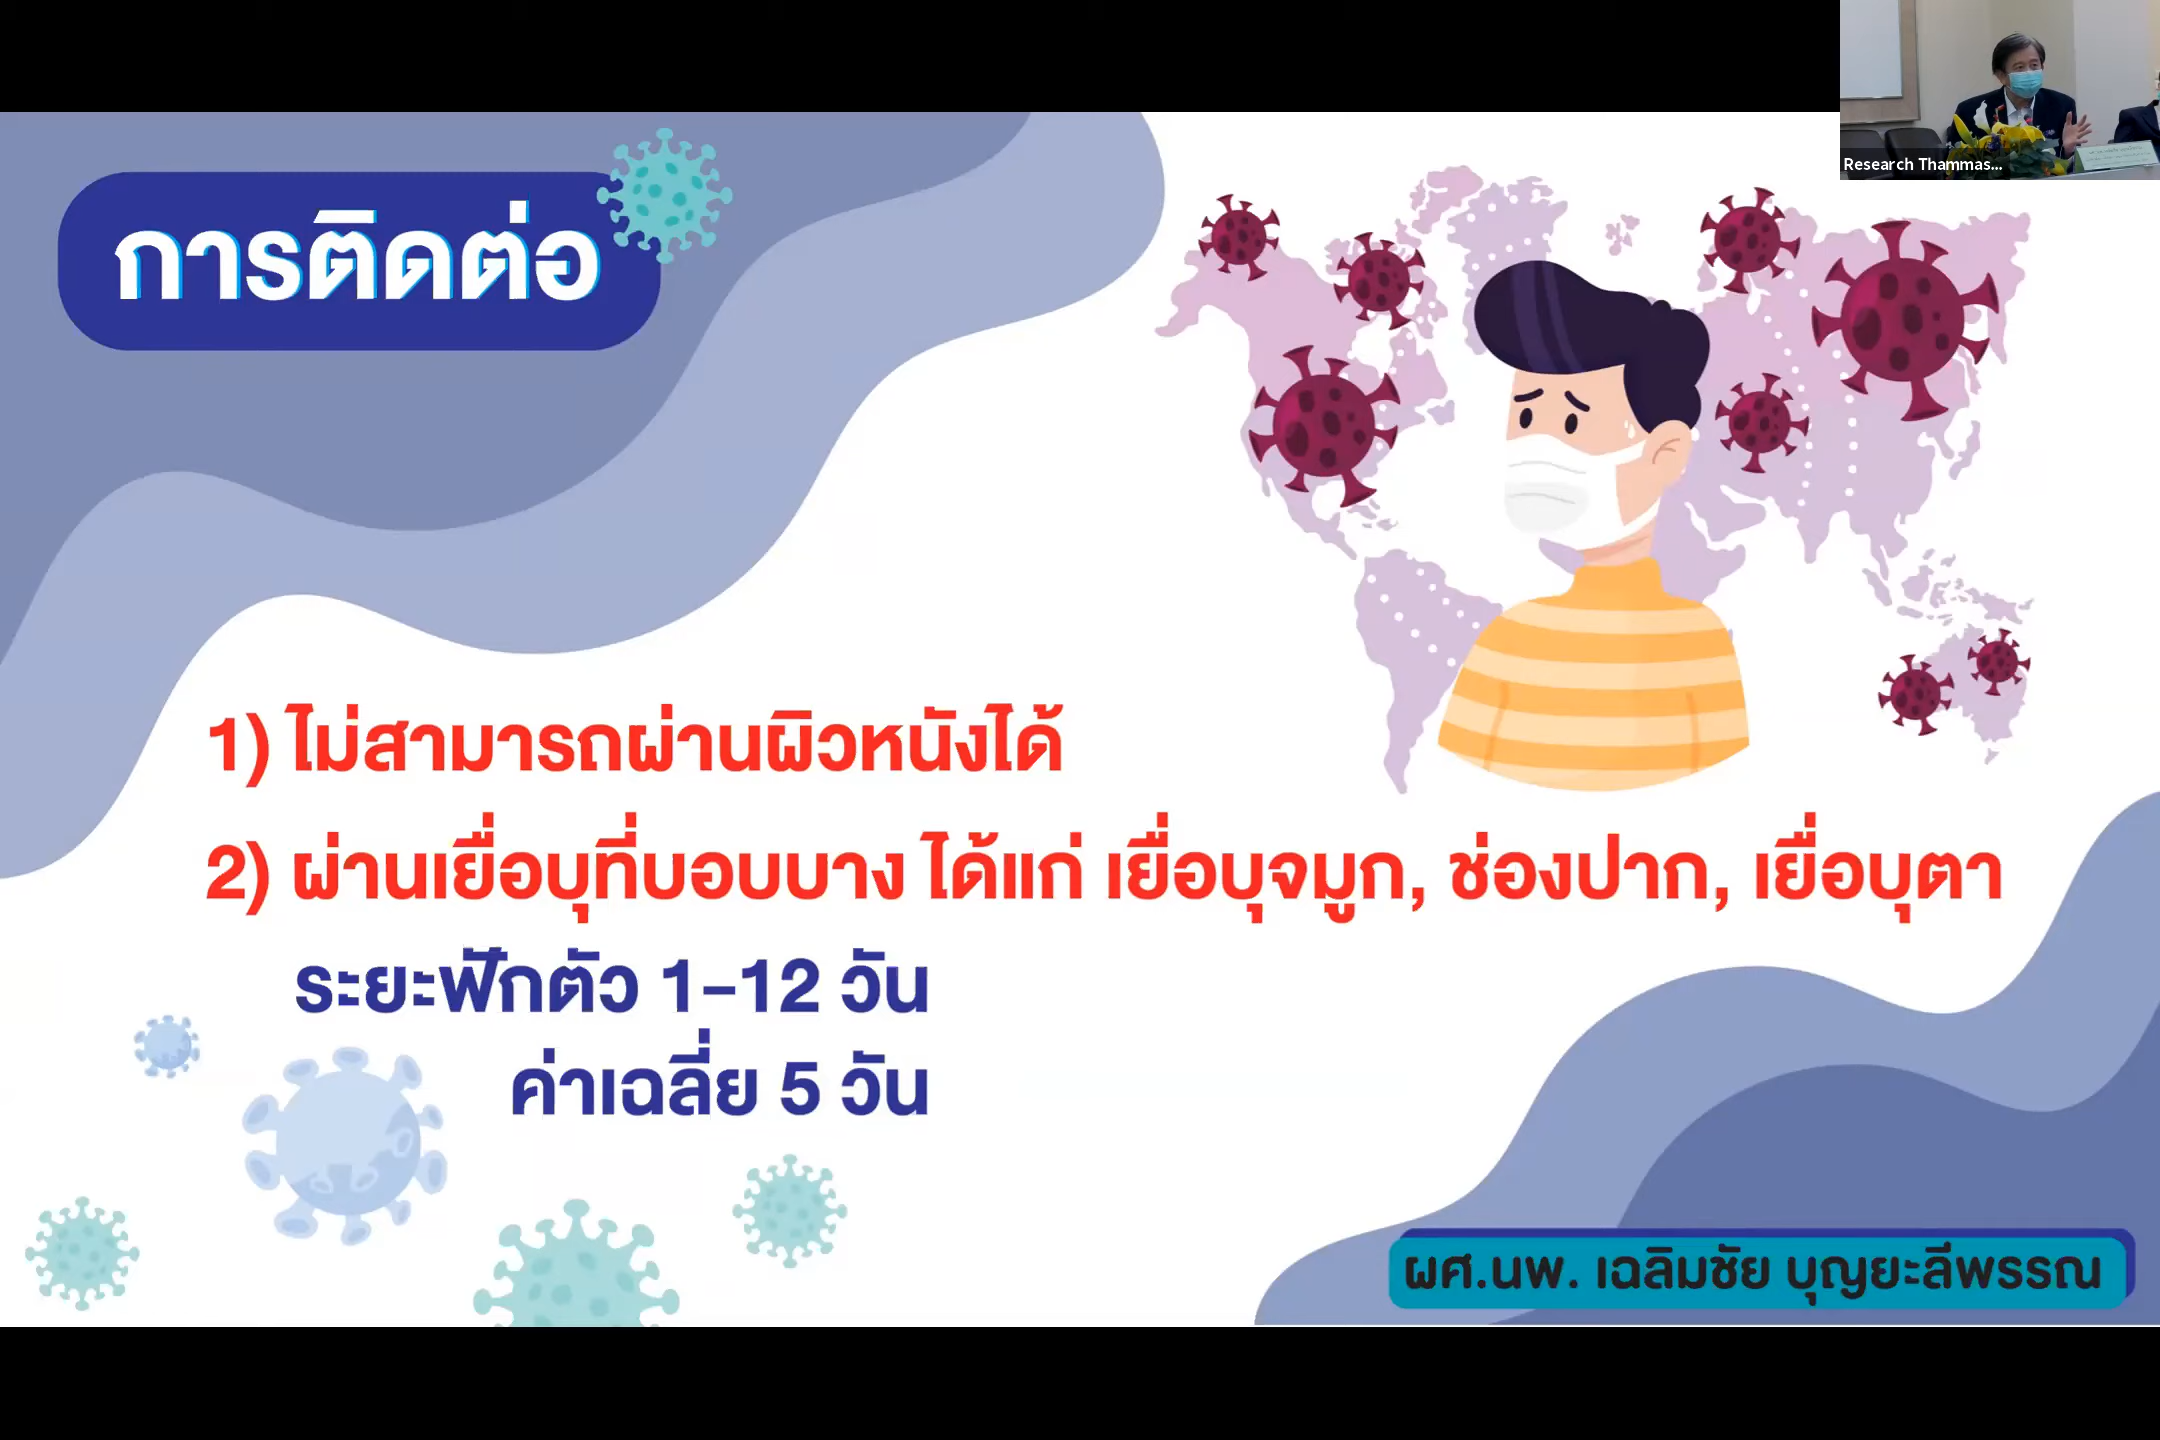 Research Thammas...
การติดต่อ
1) ไม่สามารถผ่านผิวหนังได้
2) ผ่านเยื่อบุที่บอบบาง ได้แก่ เยื่อบุจมูก, ช่องปาก, เยื่อบุตา
ระยะฟักตัว 1-12 วัน
ค่าเฉลี่ย 5 วัน
ผศ.นพ. เฉลิมชัย บุญยะลีพรรณ